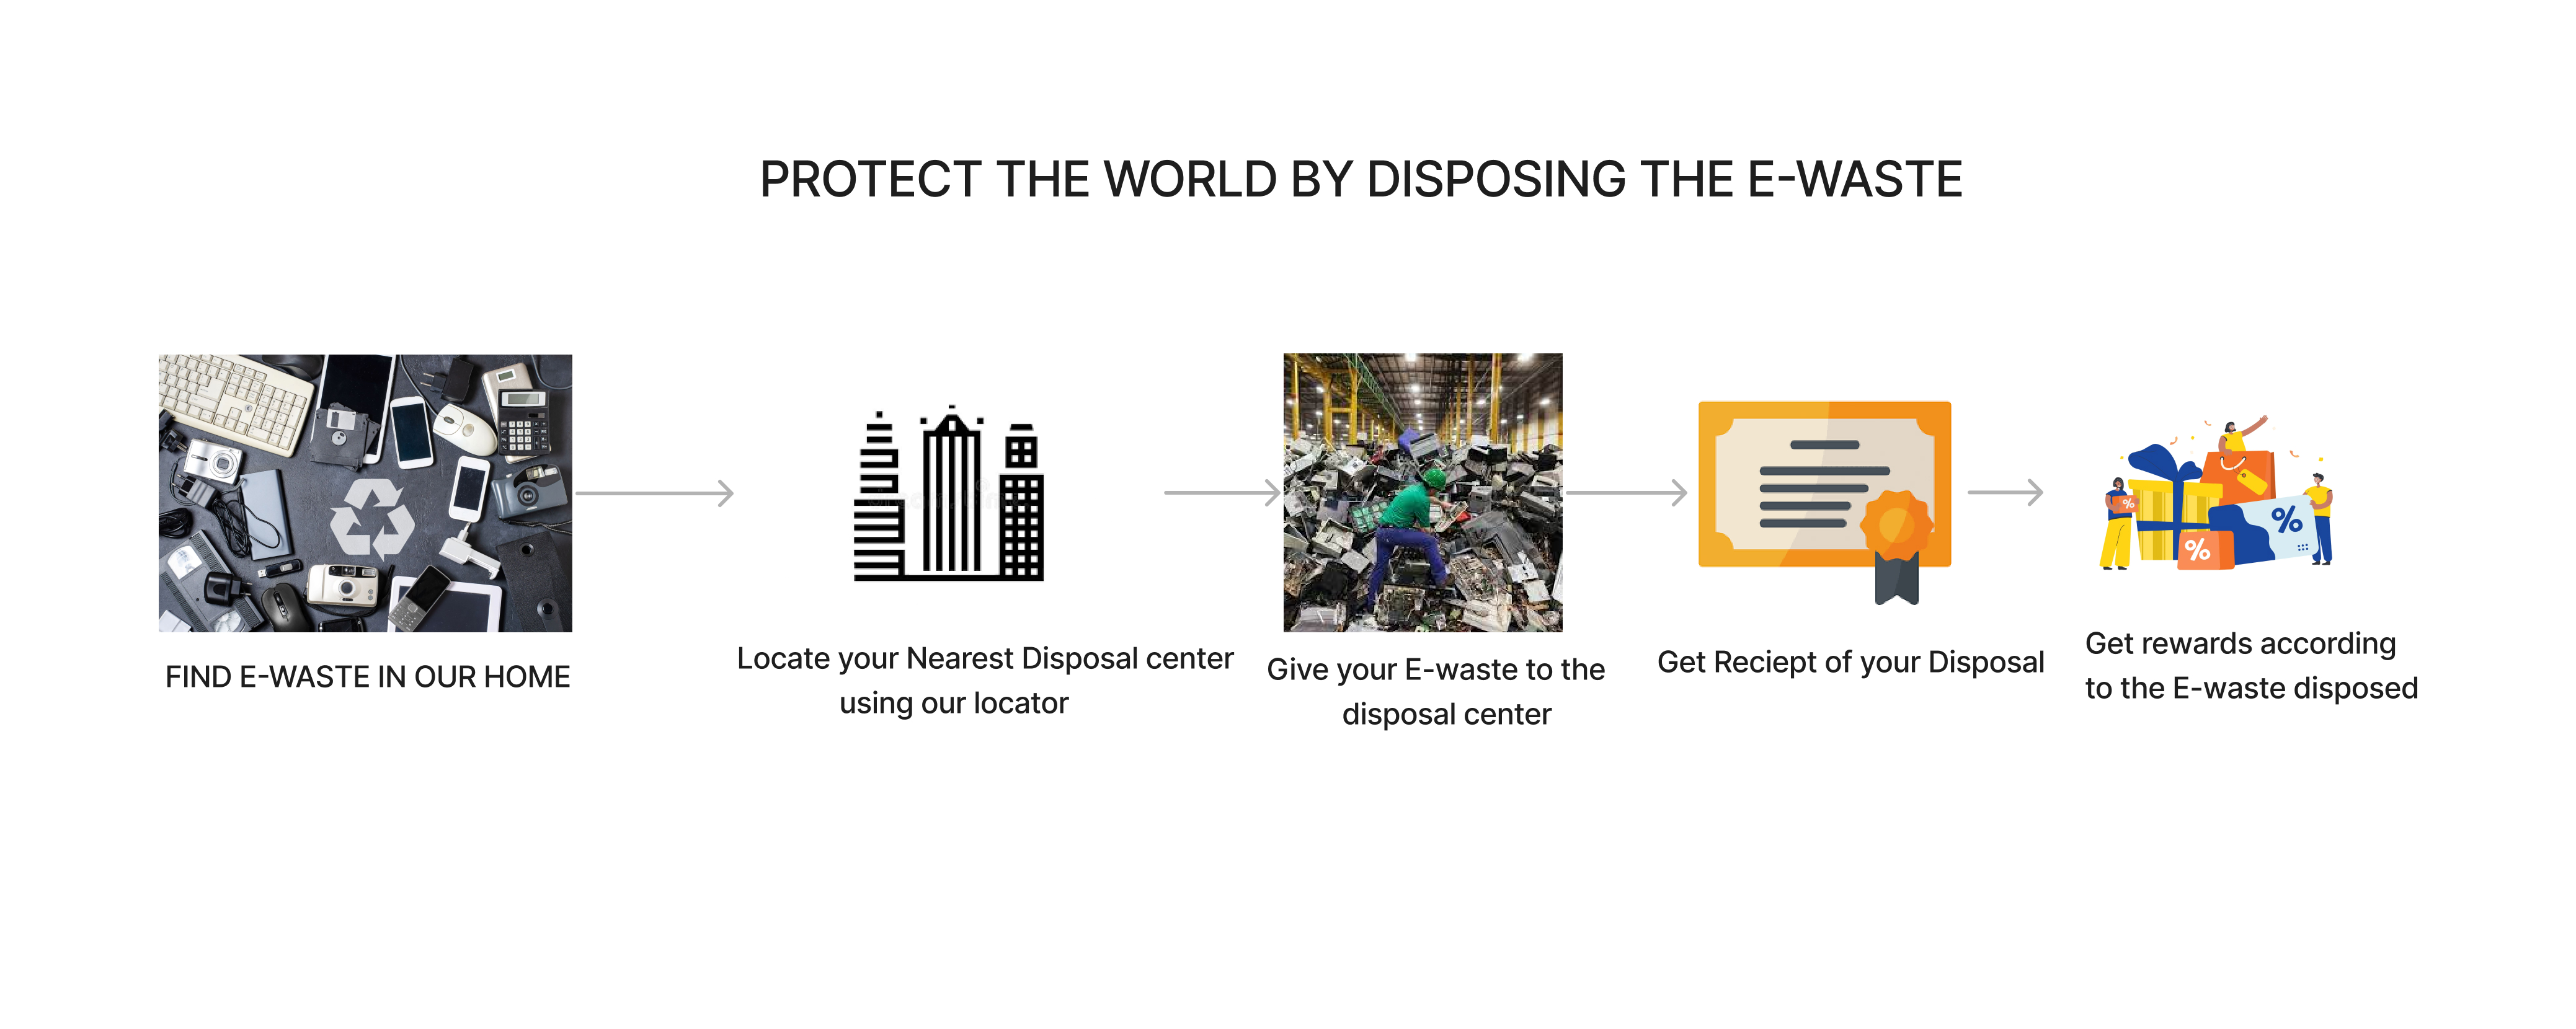 PROTECT THE WORLD BY DISPOSING THE E-WASTE
FIND E-WASTE IN OUR HOME
Locate your Nearest Disposal center
using our locator
Give your E-waste to the
disposal center
Get Reciept of your Disposal
Get rewards according
to the E-waste disposed
%
%
%